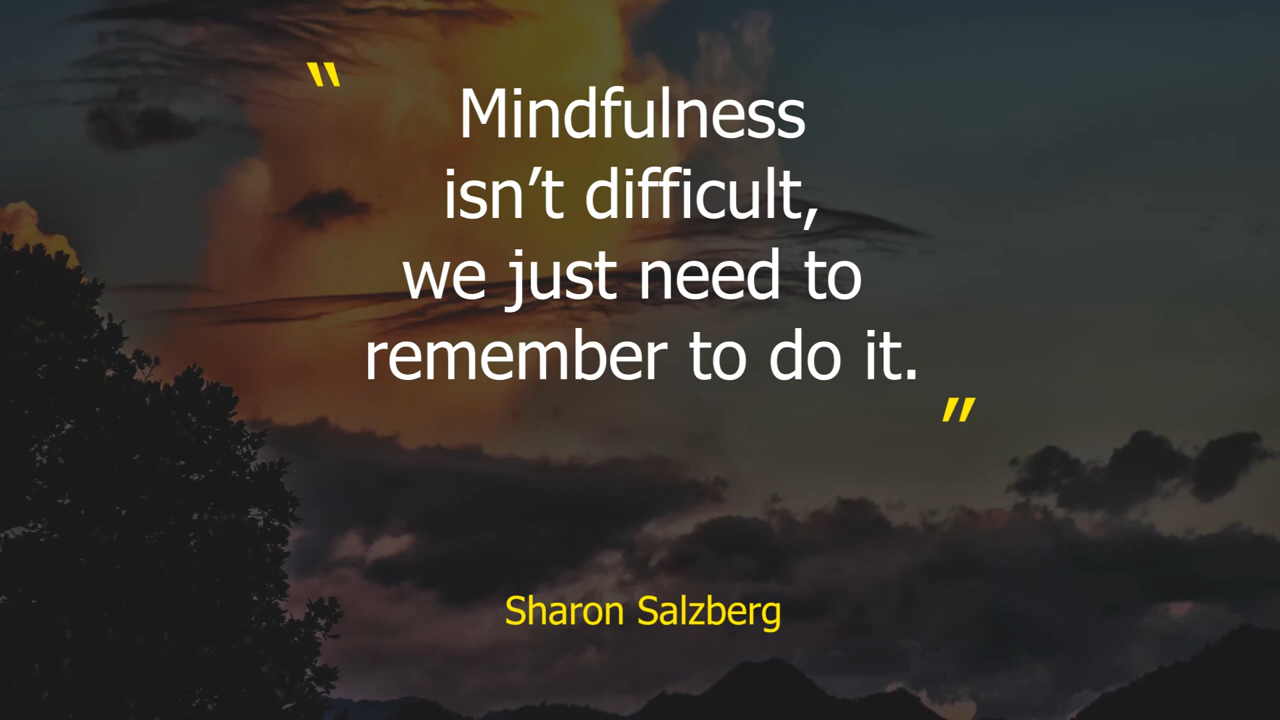 “
Mindfulness
isn’t difficult,
we just need to
remember to do it.
”
Sharon Salzberg